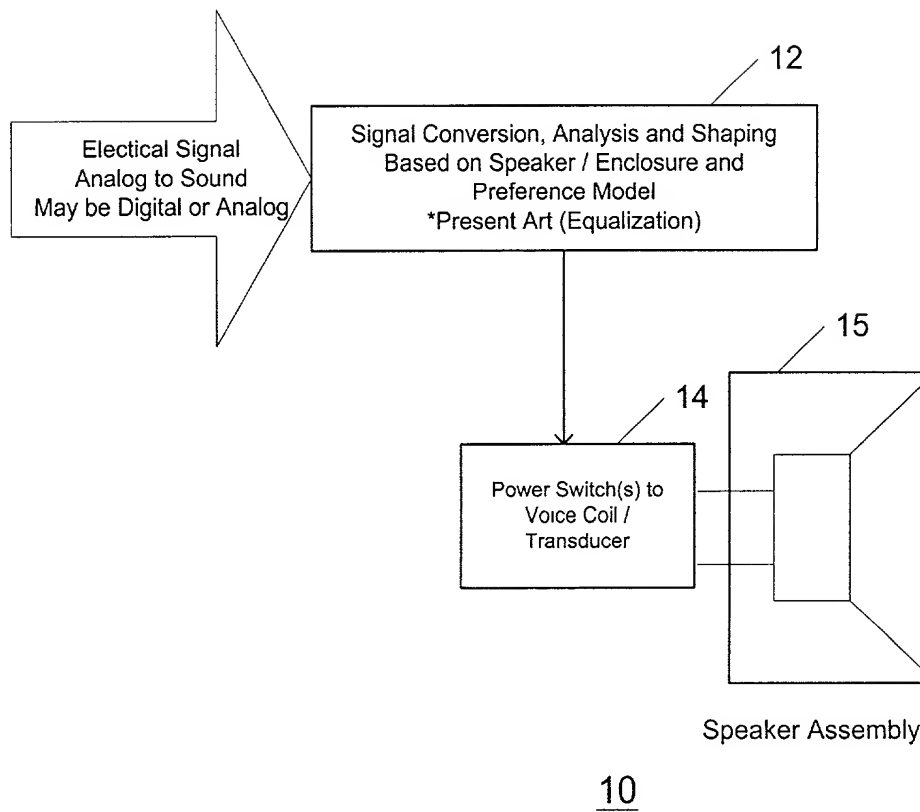 12
Electical Signal
Analog to Sound
May be Digital or Analog
Signal Conversion, Analysis and Shaping
Based on Speaker / Enclosure and
Preference Model
*Present Art (Equalization)
15
14
Power Switch(s) to
Voice Coil /
Transducer
Speaker Assembly
10